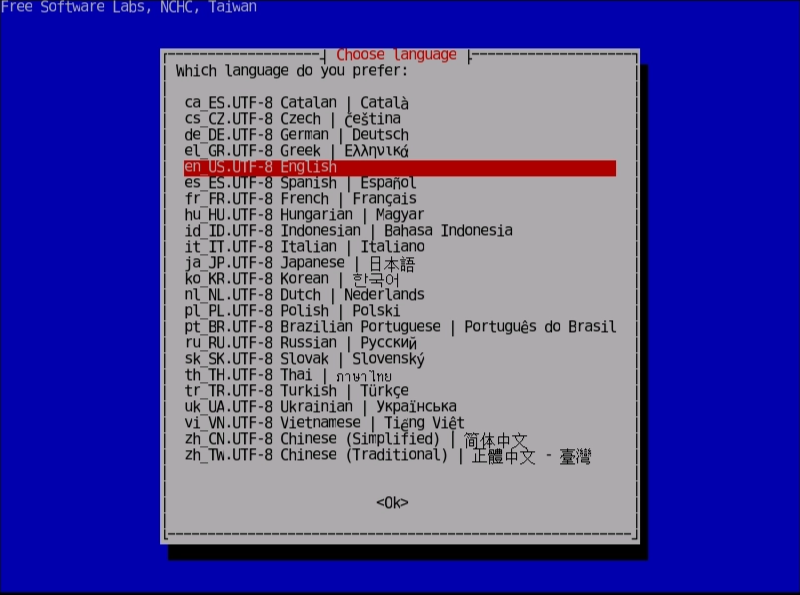 Free Software Labs, NCHC, Taiwan
Choose language
Which language do you prefer:
ca_ES.UTF-8 Catalan | Català
cs_CZ.UTF-8 Czech | Čeština
de_DE.UTF-8 German | Deutsch
el_GR.UTF-8 Greek | Ελληνικά
en_US.UTF-8 English
es_ES.UTF-8 Spanish | Español
fr_FR.UTF-8 French | Français
hu_HU.UTF-8 Hungarian | Magyar
id_ID.UTF-8 Indonesian | Bahasa Indonesia
it_IT.UTF-8 Italian | Italiano
ja_JP.UTF-8 Japanese | 日本語
ko_KR.UTF-8 Korean | 한국어
nl_NL.UTF-8 Dutch | Nederlands
pl_PL.UTF-8 Polish | Polski
pt_BR.UTF-8 Brazilian Portuguese | Português do Brasil
ru_RU.UTF-8 Russian | Русский
sk_SK.UTF-8 Slovak | Slovenský
th_TH.UTF-8 Thai | ภาษาไทย
tr_TR.UTF-8 Turkish | Türkçe
uk_UA.UTF-8 Ukrainian | Українська
vi_VN.UTF-8 Vietnamese | Tiếng Việt
zh_CN.UTF-8 Chinese (Simplified) | 简体中文
zh_TW.UTF-8 Chinese (Traditional) | 正體中文 - 臺灣
<Ok>